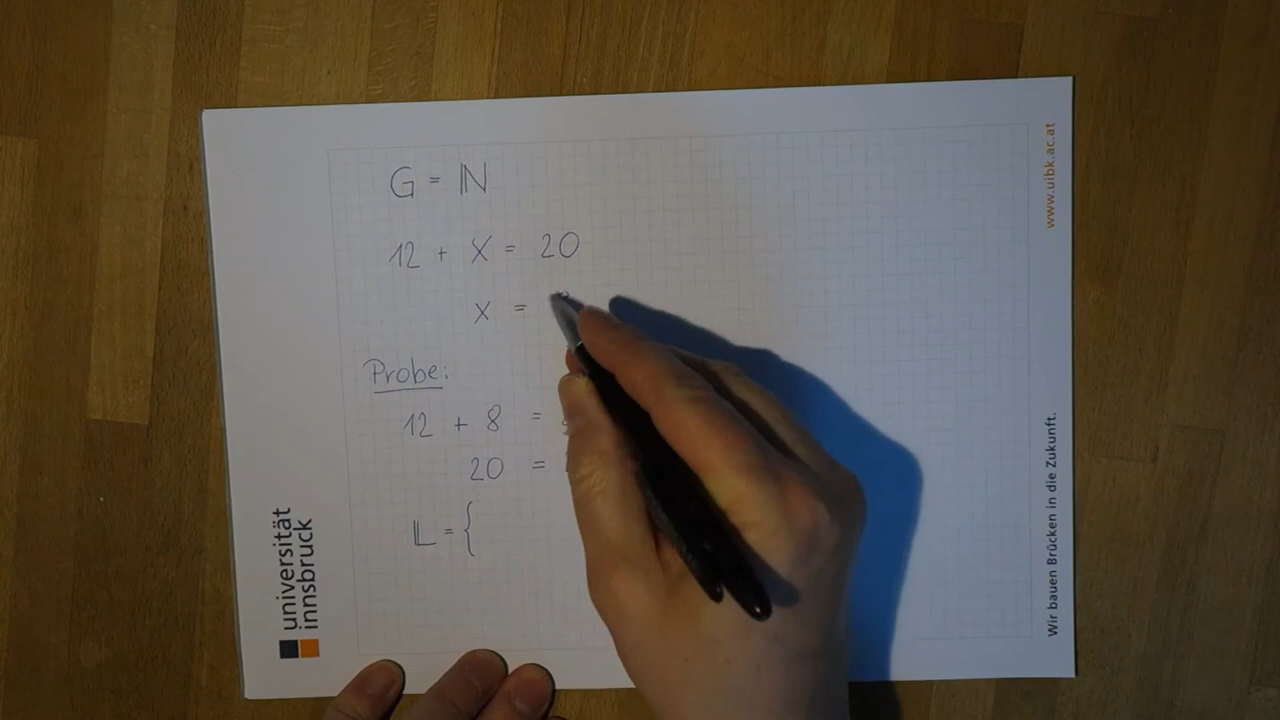 G = ℕ
12 + x = 20
x =
Probe:
12 + 8 =
20 =
𝕃 = {
universität
innsbruck
www.uibk.ac.at
Wir bauen Brücken in die Zukunft.